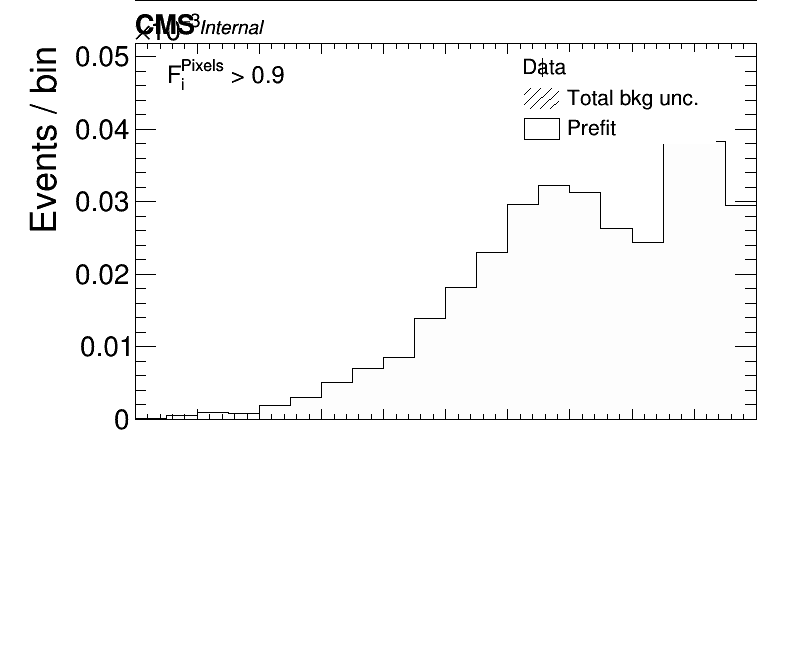 CMS Internal
×10⁻³
Events / bin
0.05
0.04
0.03
0.02
0.01
0
F_i^Pixels > 0.9
Data
Total bkg unc.
Prefit